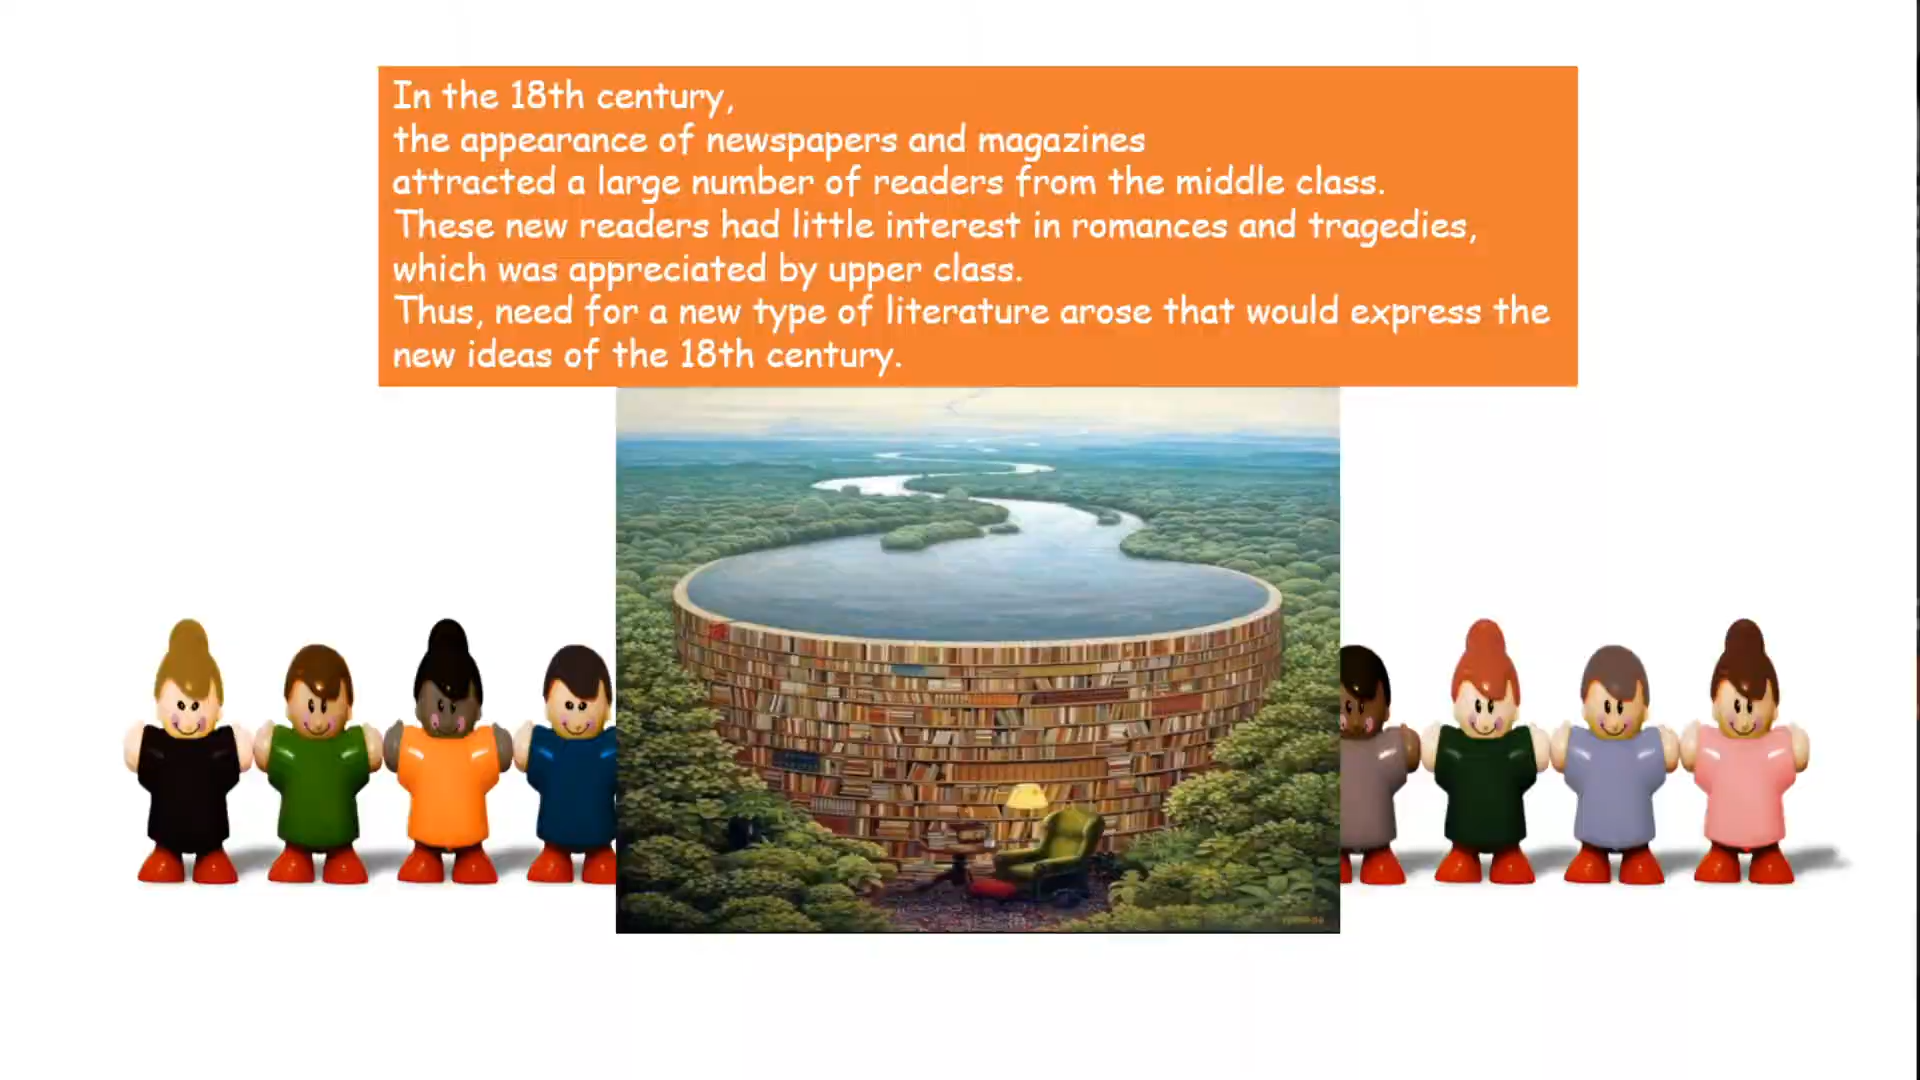 In the 18th century,
the appearance of newspapers and magazines
attracted a large number of readers from the middle class.
These new readers had little interest in romances and tragedies,
which was appreciated by upper class.
Thus, need for a new type of literature arose that would express the
new ideas of the 18th century.